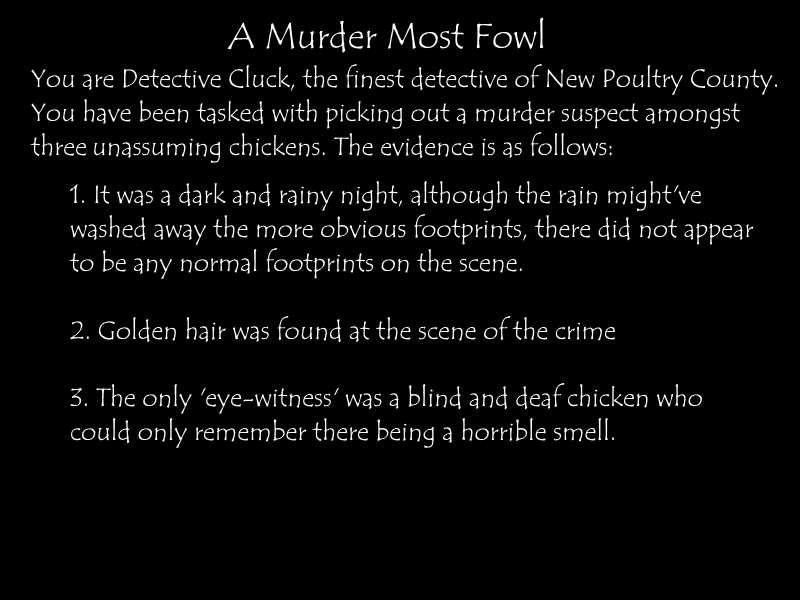 A Murder Most Fowl
You are Detective Cluck, the finest detective of New Poultry County.
You have been tasked with picking out a murder suspect amongst
three unassuming chickens. The evidence is as follows:
1. It was a dark and rainy night, although the rain might've
washed away the more obvious footprints, there did not appear
to be any normal footprints on the scene.
2. Golden hair was found at the scene of the crime
3. The only 'eye-witness' was a blind and deaf chicken who
could only remember there being a horrible smell.